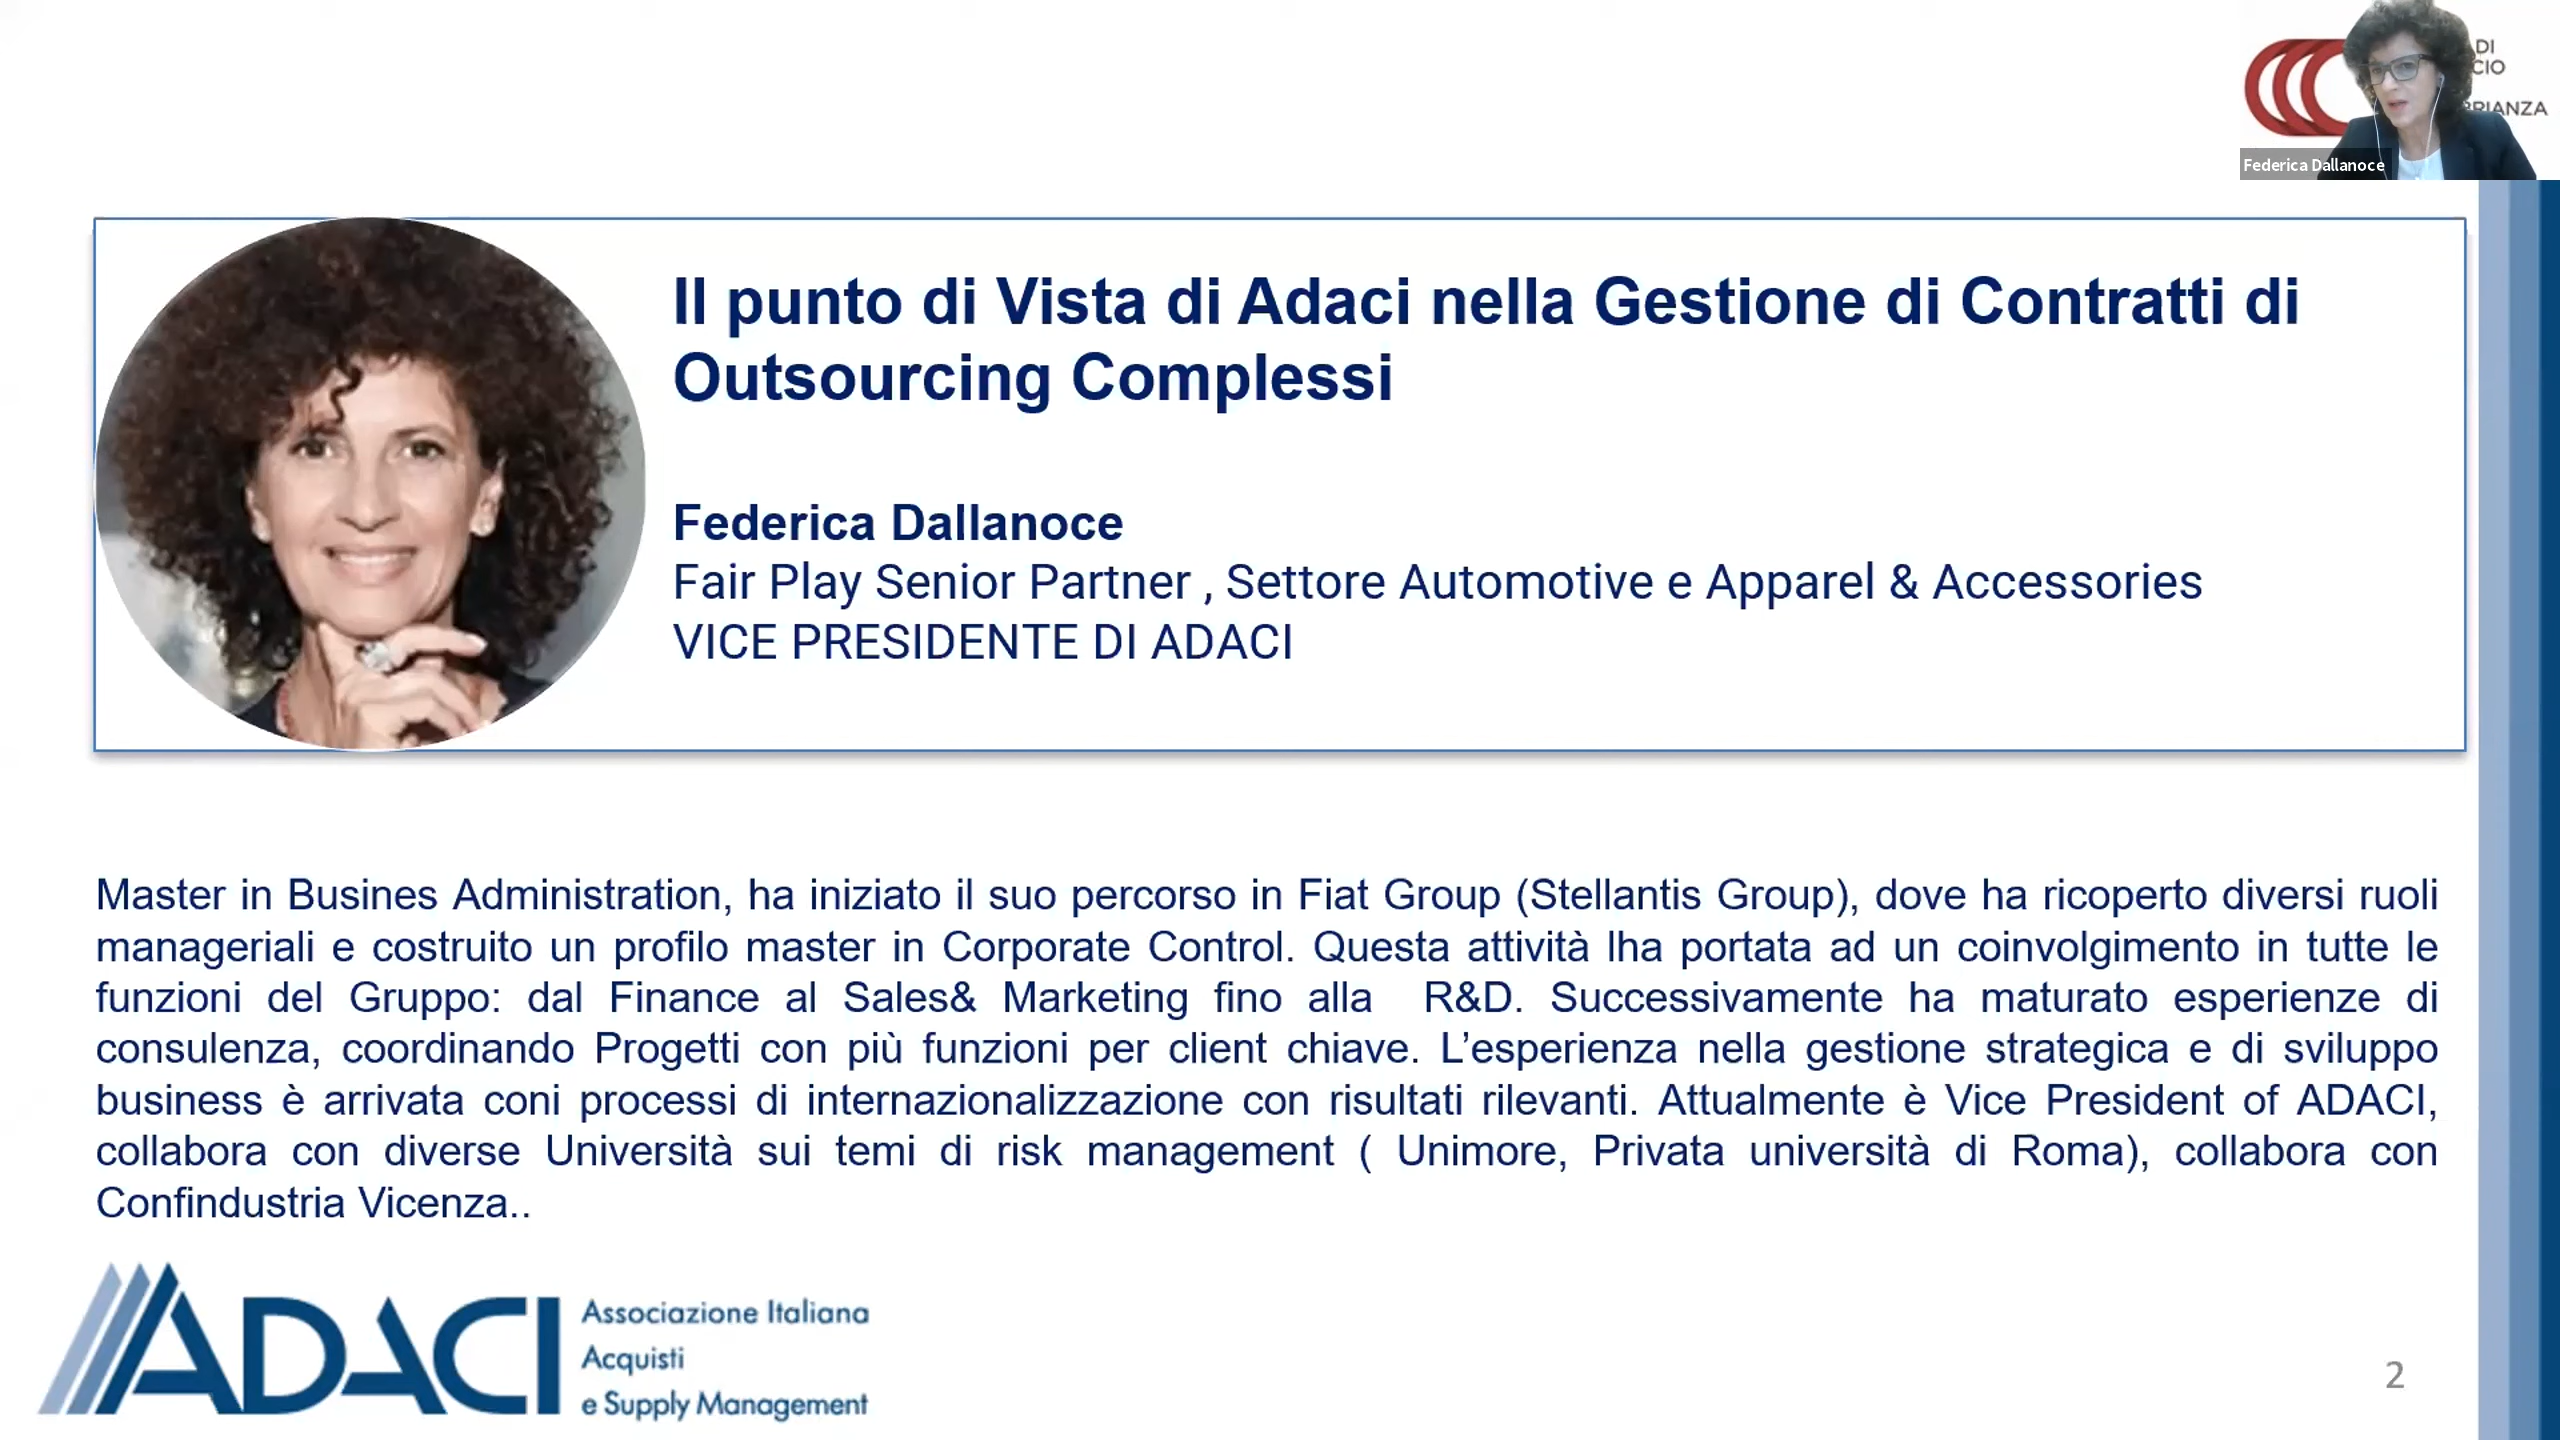 DI
CIO
BRIANZA
Federica Dallanoce
Il punto di Vista di Adaci nella Gestione di Contratti di
Outsourcing Complessi
Federica Dallanoce
Fair Play Senior Partner , Settore Automotive e Apparel & Accessories
VICE PRESIDENTE DI ADACI
Master in Busines Administration, ha iniziato il suo percorso in Fiat Group (Stellantis Group), dove ha ricoperto diversi ruoli
manageriali e costruito un profilo master in Corporate Control. Questa attività lha portata ad un coinvolgimento in tutte le
funzioni del Gruppo: dal Finance al Sales& Marketing fino alla R&D. Successivamente ha maturato esperienze di
consulenza, coordinando Progetti con più funzioni per client chiave. L’esperienza nella gestione strategica e di sviluppo
business è arrivata coni processi di internazionalizzazione con risultati rilevanti. Attualmente è Vice President of ADACI,
collabora con diverse Università sui temi di risk management ( Unimore, Privata università di Roma), collabora con
Confindustria Vicenza..
ADACI
Associazione Italiana
Acquisti
e Supply Management
2